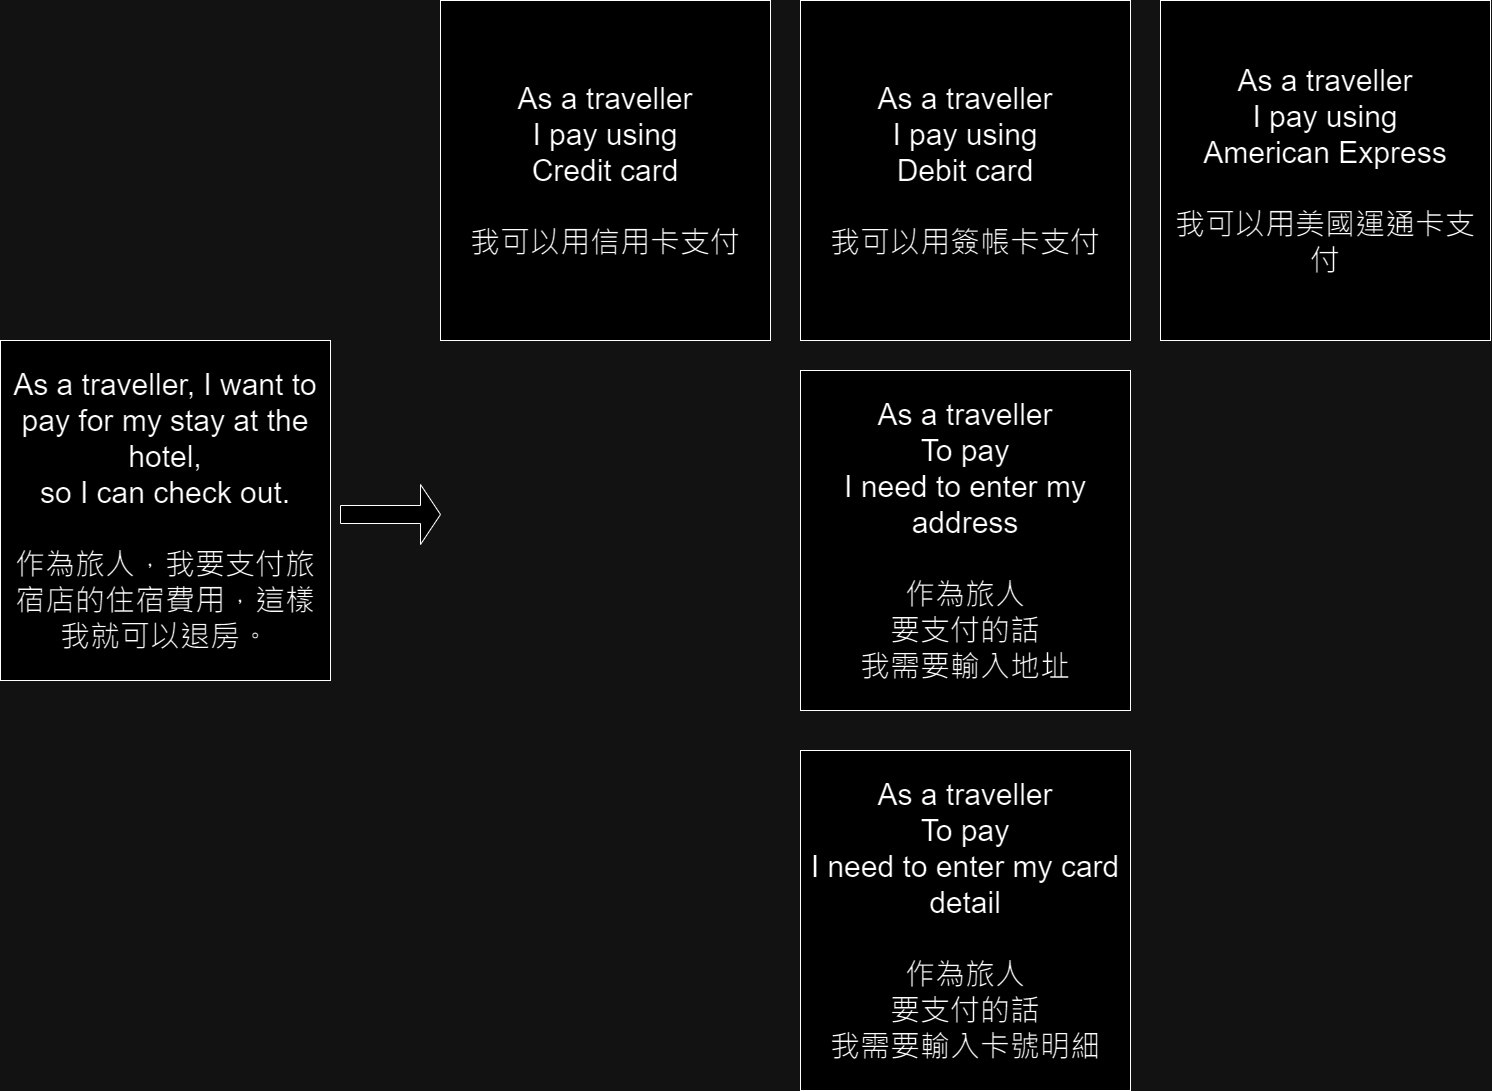 As a traveller
I pay using
Credit card
我可以用信用卡支付
As a traveller
I pay using
Debit card
我可以用簽帳卡支付
As a traveller
I pay using
American Express
我可以用美國運通卡支
付
As a traveller, I want to
pay for my stay at the
hotel,
so I can check out.
作為旅人，我要支付旅
宿店的住宿費用，這樣
我就可以退房。
As a traveller
To pay
I need to enter my
address
作為旅人
要支付的話
我需要輸入地址
As a traveller
To pay
I need to enter my card
detail
作為旅人
要支付的話
我需要輸入卡號明細